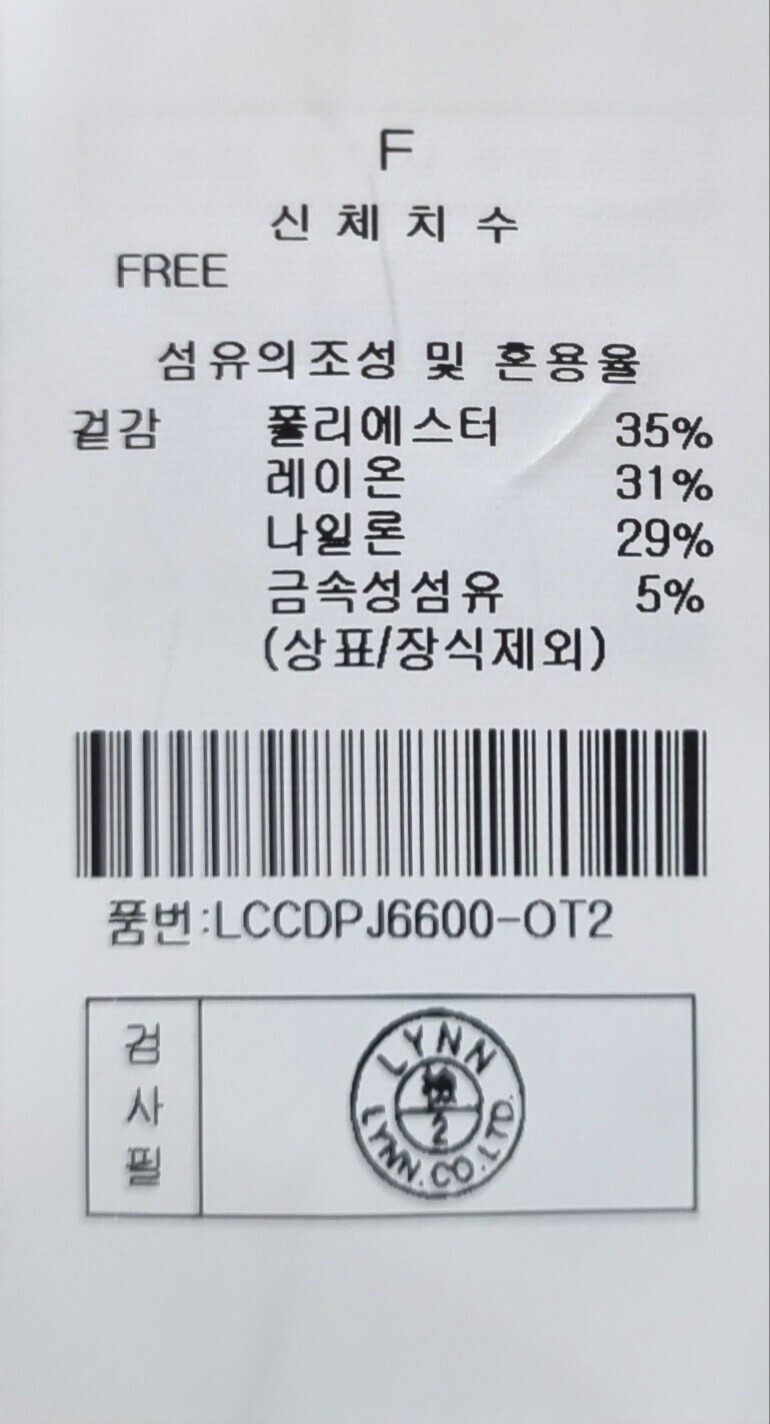 F
신체치수
FREE
섬유의조성 및 혼용율
겉감 폴리에스터 35%
레이온 31%
나일론 29%
금속성섬유 5%
(상표/장식제외)
품번:LCCDPJ6600-OT2
검사필
LYNN
2
LYNN.CO.LTD.